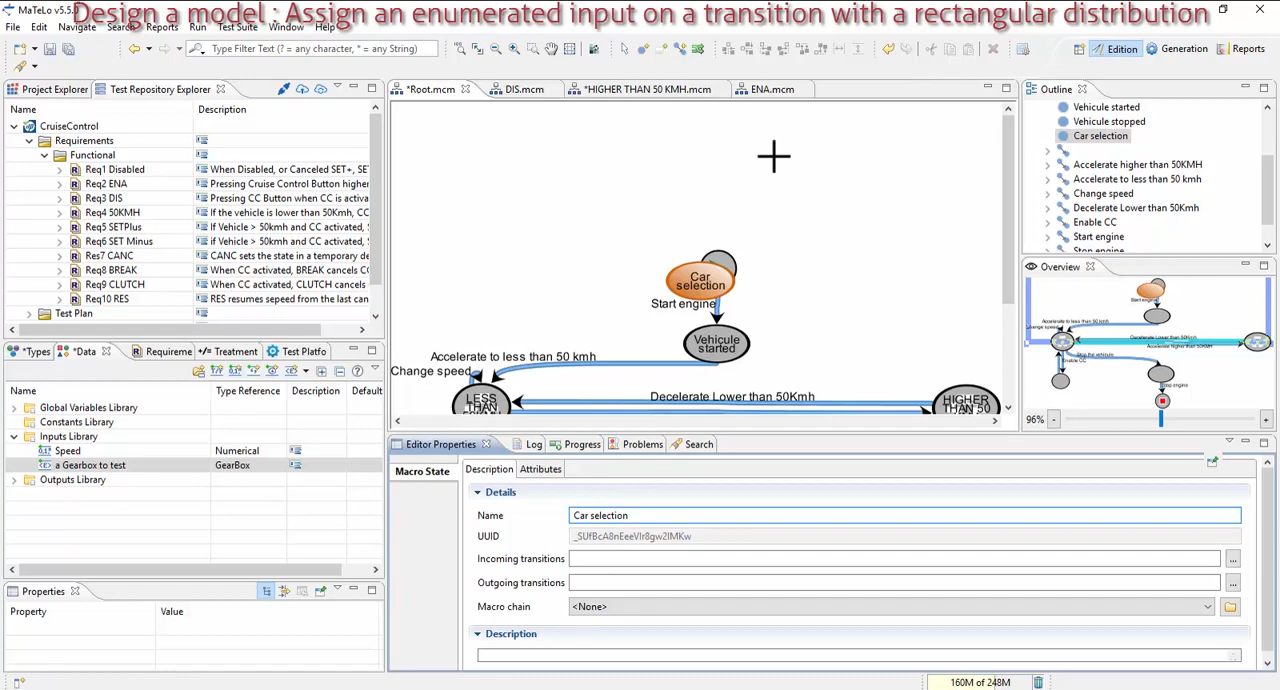 MaTeLo v5.5.
Design a model : Assign an enumerated input on a transition with a rectangular distribution
File Edit Navigate Search Reports Run Test Suite Window Help
Type Filter Text (? = any character, * = any String)
Edition Generation Reports
Project Explorer Test Repository Explorer
Name Description
CruiseControl
Requirements
Functional
Req1 Disabled When Disabled, or Canceled SET+, SE
Req2 ENA Pressing Cruise Control Button higher
Req3 DIS Pressing CC Button when CC is activa
Req4 50KMH If the vehicle is lower than 50Kmh, CC
Req5 SETPlus if Vehicle > 50kmh and CC activated,
Req6 SET Minus if Vehicle > 50kmh and CC activated,
Res7 CANC CANC sets the state in a temporary de
Req8 BREAK When CC activated, BREAK cancels C
Req9 CLUTCH When CC activated, CLUTCH cancels
Req10 RES RES resumes sepeed from the last can
Test Plan
*Types *Data Requireme Treatment Test Platfo
Name Type Reference Description Default
Global Variables Library
Constants Library
Inputs Library
Speed Numerical
a Gearbox to test GearBox
Outputs Library
Properties
Property Value
*Root.mcm DIS.mcm *HIGHER THAN 50 KMH.mcm ENA.mcm
Car
selection
Start engine
Vehicule
started
Accelerate to less than 50 kmh
Change speed
LESS
THAN
Decelerate Lower than 50Kmh
HIGHER
THAN 50
Editor Properties Log Progress Problems Search
Macro State
Description Attributes
Details
Name Car selection
UUID
Incoming transitions ...
Outgoing transitions ...
Macro chain <None>
Description
Outline
Vehicule started
Vehicule stopped
Car selection
Accelerate higher than 50KMH
Accelerate to less than 50 kmh
Change speed
Decelerate Lower than 50Kmh
Enable CC
Start engine
Stop engine
Overview
96%
160M of 248M